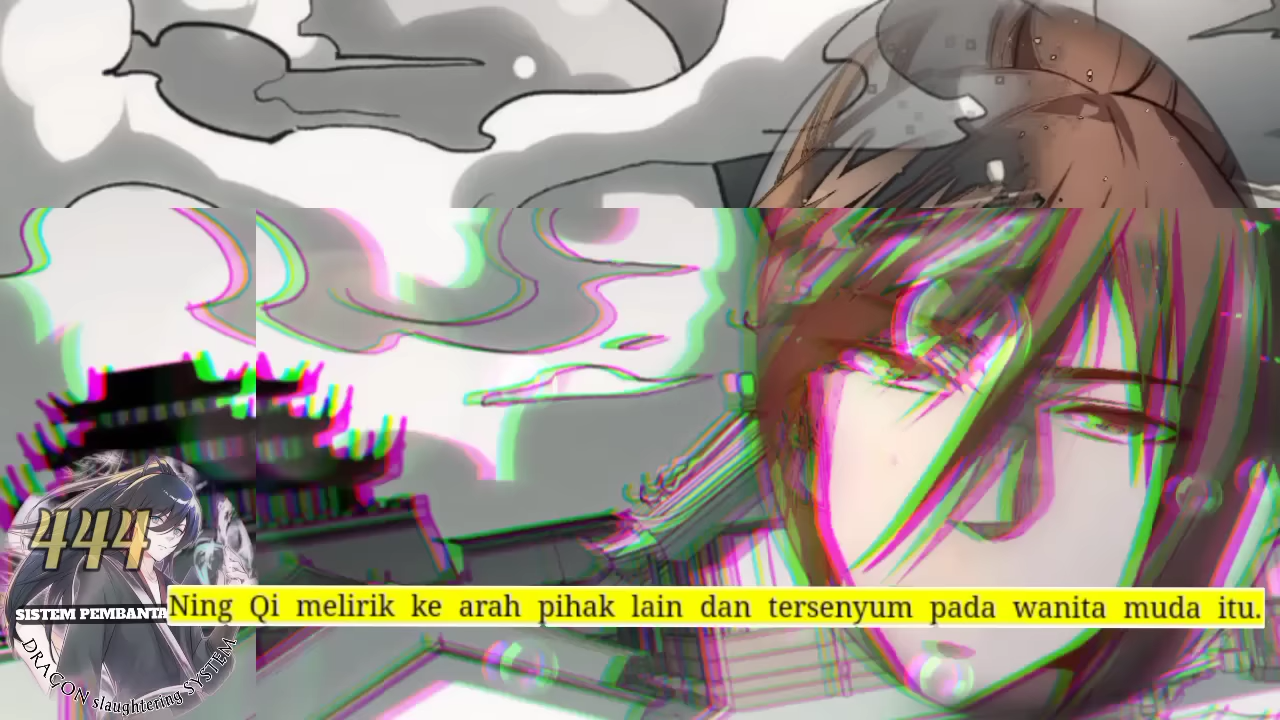 444
SISTEM PEMBANTA
Ning Qi melirik ke arah pihak lain dan tersenyum pada wanita muda itu.
DRAGON slaughtering SYSTEM